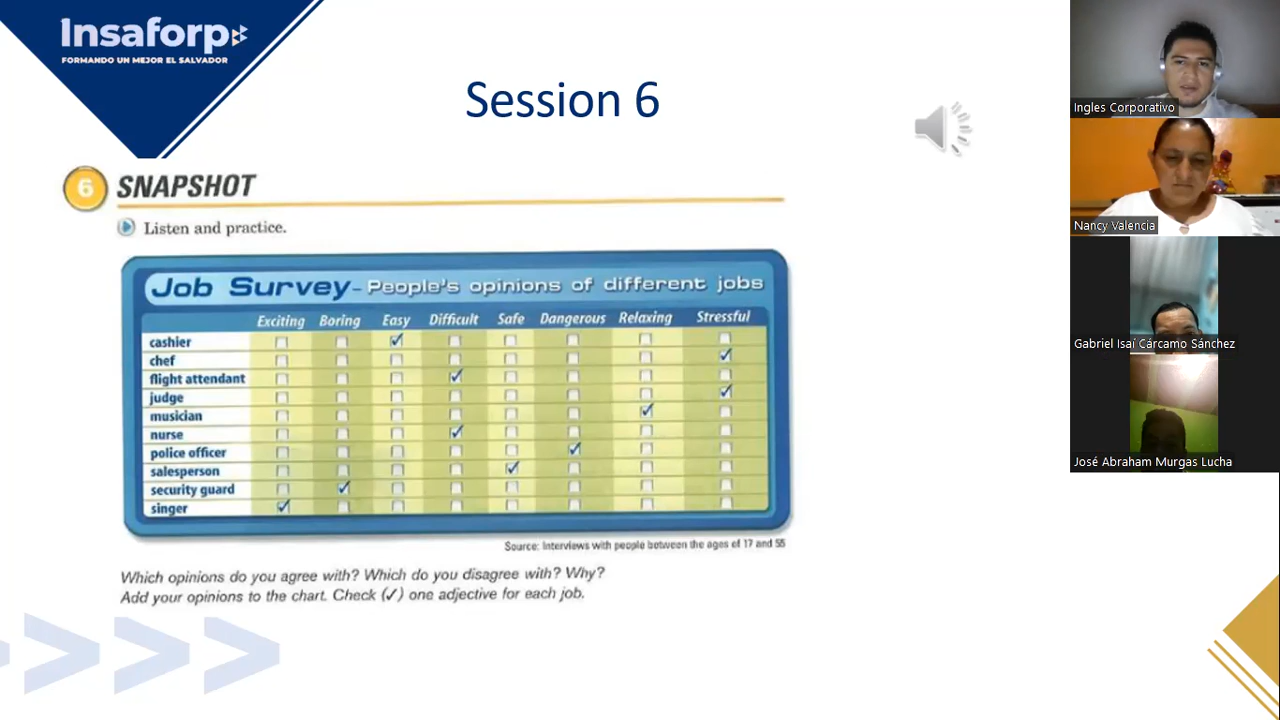 Insaforp
FORMANDO UN MEJOR EL SALVADOR
Session 6
6 SNAPSHOT
Listen and practice.
Job Survey – People's opinions of different jobs
Exciting Boring Easy Difficult Safe Dangerous Relaxing Stressful
cashier ✓
chef ✓
flight attendant ✓
judge ✓
musician ✓
nurse ✓
police officer ✓
salesperson ✓
security guard ✓
singer ✓
Source: Interviews with people between the ages of 17 and 55
Which opinions do you agree with? Which do you disagree with? Why?
Add your opinions to the chart. Check (✓) one adjective for each job.
Ingles Corporativo
Nancy Valencia
Gabriel Isaí Cárcamo Sánchez
José Abraham Murgas Lucha